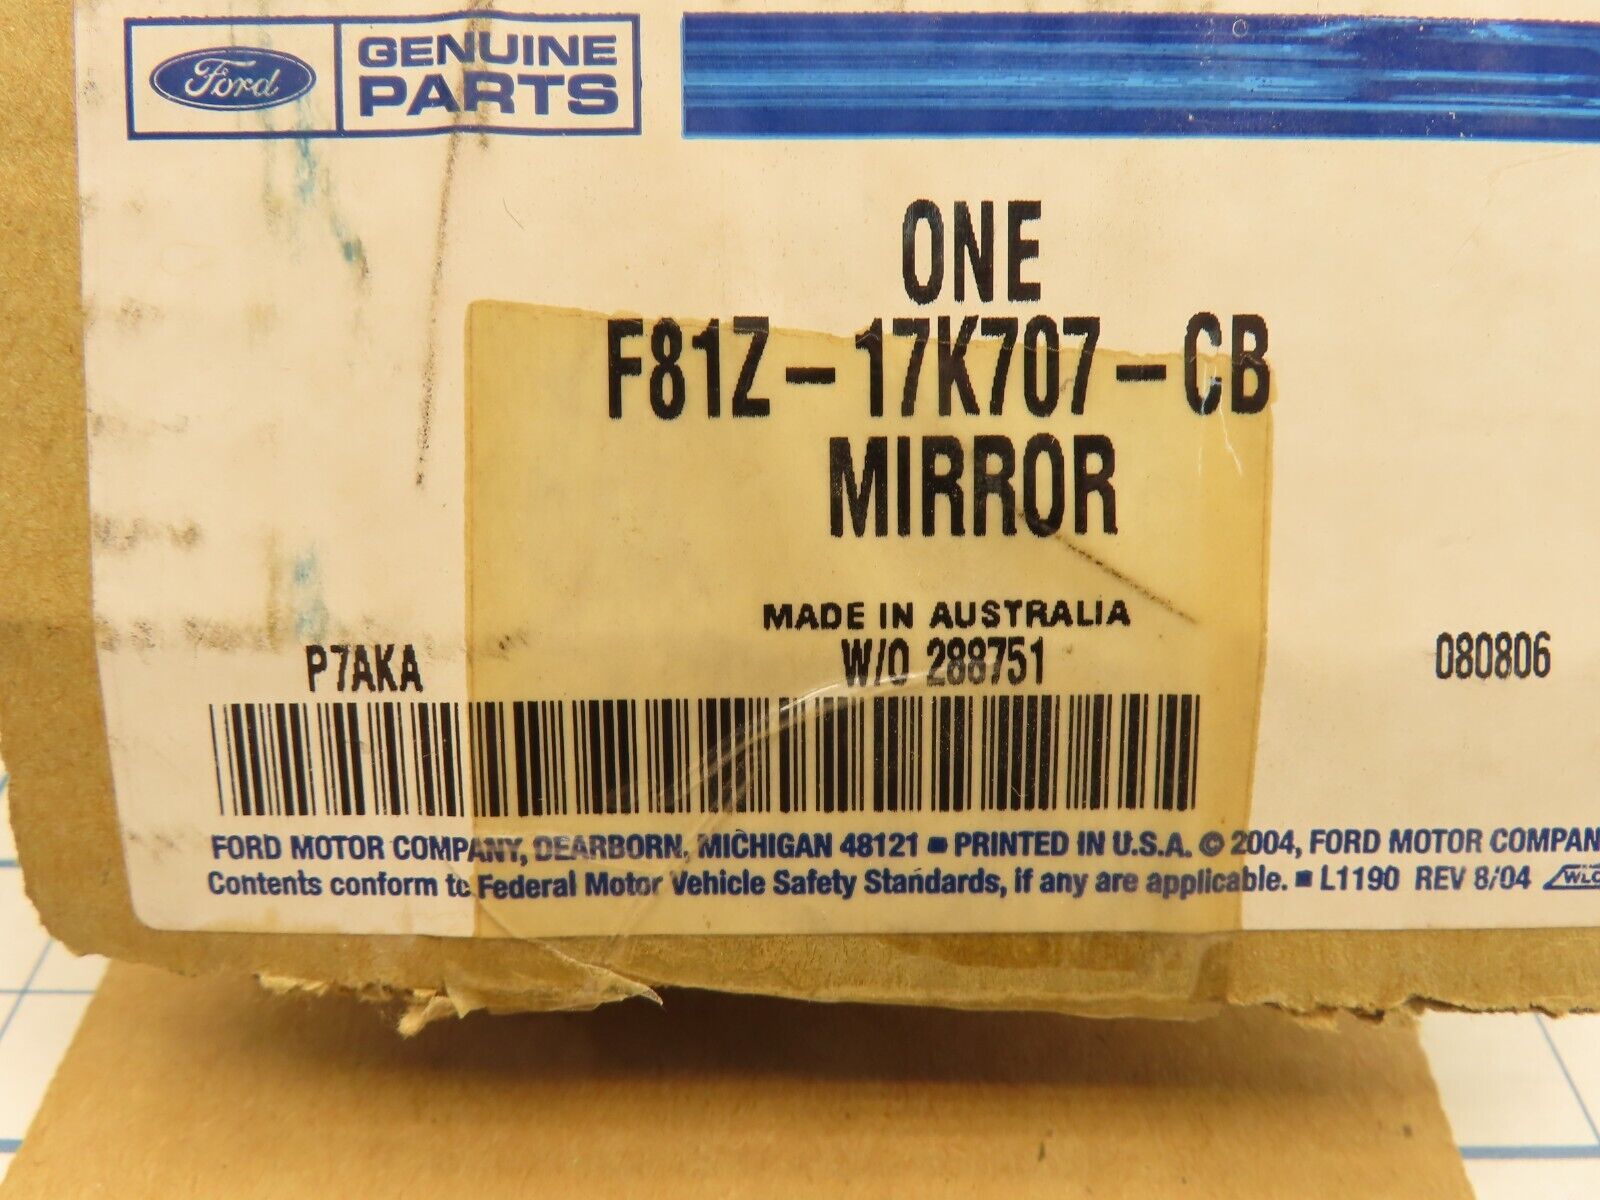 Ford
GENUINE
PARTS
ONE
F81Z-17K707-CB
MIRROR
MADE IN AUSTRALIA
P7AKA W/O 288751 080806
FORD MOTOR COMPANY, DEARBORN, MICHIGAN 48121 ■ PRINTED IN U.S.A. © 2004, FORD MOTOR COMPAN
Contents conform to Federal Motor Vehicle Safety Standards, if any are applicable. ■ L1190 REV 8/04 WLC